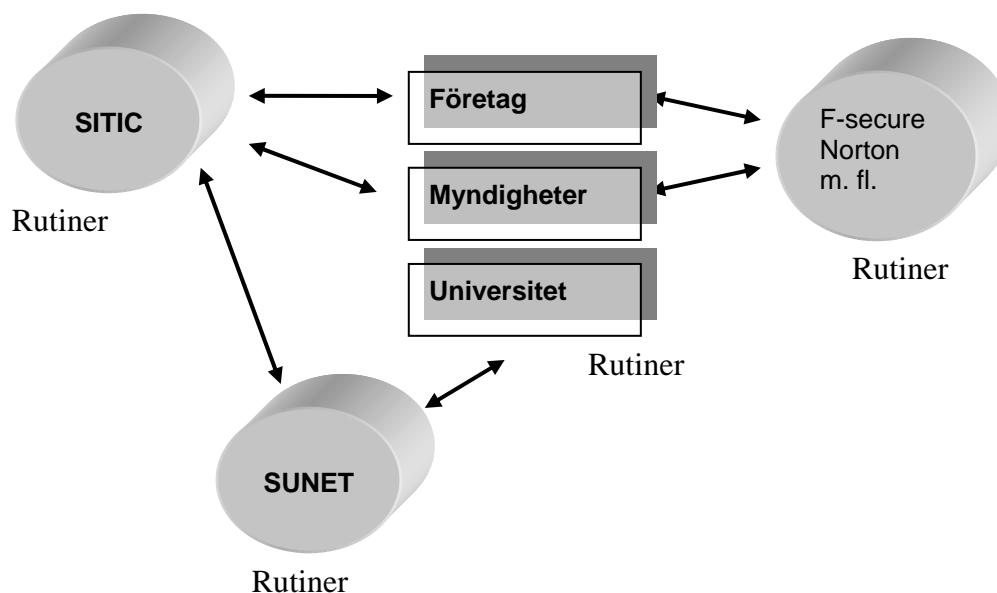 SITIC
Rutiner
Företag
Myndigheter
Universitet
Rutiner
F-secure
Norton
m. fl.
Rutiner
SUNET
Rutiner